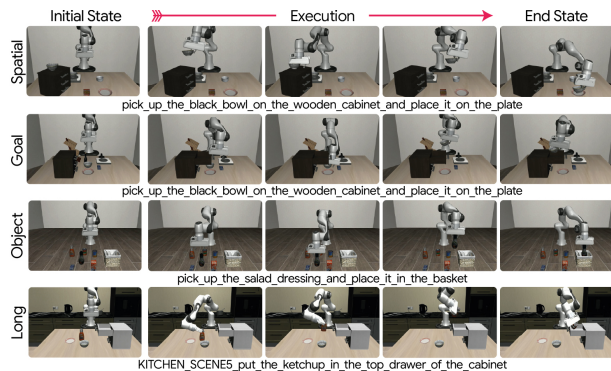 Initial State Execution End State
Spatial
pick_up_the_black_bowl_on_the_wooden_cabinet_and_place_it_on_the_plate
Goal
pick_up_the_black_bowl_on_the_wooden_cabinet_and_place_it_on_the_plate
Object
pick_up_the_salad_dressing_and_place_it_in_the_basket
Long
KITCHEN_SCENE5_put_the_ketchup_in_the_top_drawer_of_the_cabinet